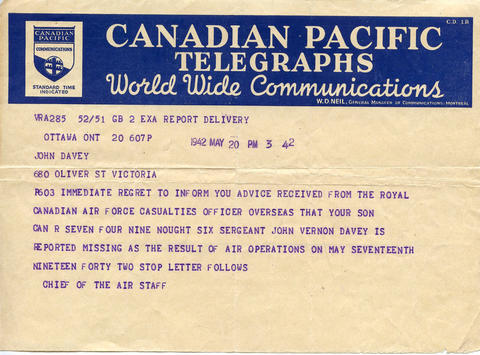 C.D. 1 R
CANADIAN PACIFIC
COMMUNICATIONS
STANDARD TIME
INDICATED
CANADIAN PACIFIC
TELEGRAPHS
World Wide Communications
W.D. NEIL, GENERAL MANAGER OF COMMUNICATIONS, MONTREAL
VRA285 52/51 GB 2 EXA REPORT DELIVERY
OTTAWA ONT 20 607P 1942 MAY 20 PM 3 42
JOHN DAVEY
680 OLIVER ST VICTORIA
P603 IMMEDIATE REGRET TO INFORM YOU ADVICE RECEIVED FROM THE ROYAL
CANADIAN AIR FORCE CASUALTIES OFFICER OVERSEAS THAT YOUR SON
CAN R SEVEN FOUR NINE NOUGHT SIX SERGEANT JOHN VERNON DAVEY IS
REPORTED MISSING AS THE RESULT OF AIR OPERATIONS ON MAY SEVENTEENTH
NINETEEN FORTY TWO STOP LETTER FOLLOWS
CHIEF OF THE AIR STAFF